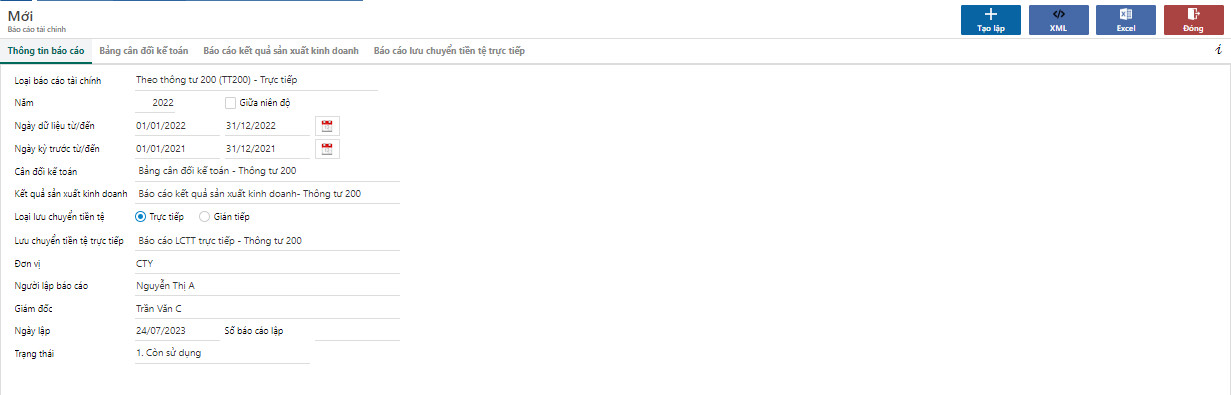 Mới
Báo cáo tài chính
Tạo lập
XML
Excel
Đóng
Thông tin báo cáo Bảng cân đối kế toán Báo cáo kết quả sản xuất kinh doanh Báo cáo lưu chuyển tiền tệ trực tiếp i
Loại báo cáo tài chính Theo thông tư 200 (TT200) - Trực tiếp
Năm 2022 Giữa niên độ
Ngày dữ liệu từ/đến 01/01/2022 31/12/2022
Ngày kỳ trước từ/đến 01/01/2021 31/12/2021
Cân đối kế toán Bảng cân đối kế toán - Thông tư 200
Kết quả sản xuất kinh doanh Báo cáo kết quả sản xuất kinh doanh- Thông tư 200
Loại lưu chuyển tiền tệ Trực tiếp Gián tiếp
Lưu chuyển tiền tệ trực tiếp Báo cáo LCTT trực tiếp - Thông tư 200
Đơn vị CTY
Người lập báo cáo Nguyễn Thị A
Giám đốc Trần Văn C
Ngày lập 24/07/2023 Số báo cáo lập
Trạng thái 1. Còn sử dụng